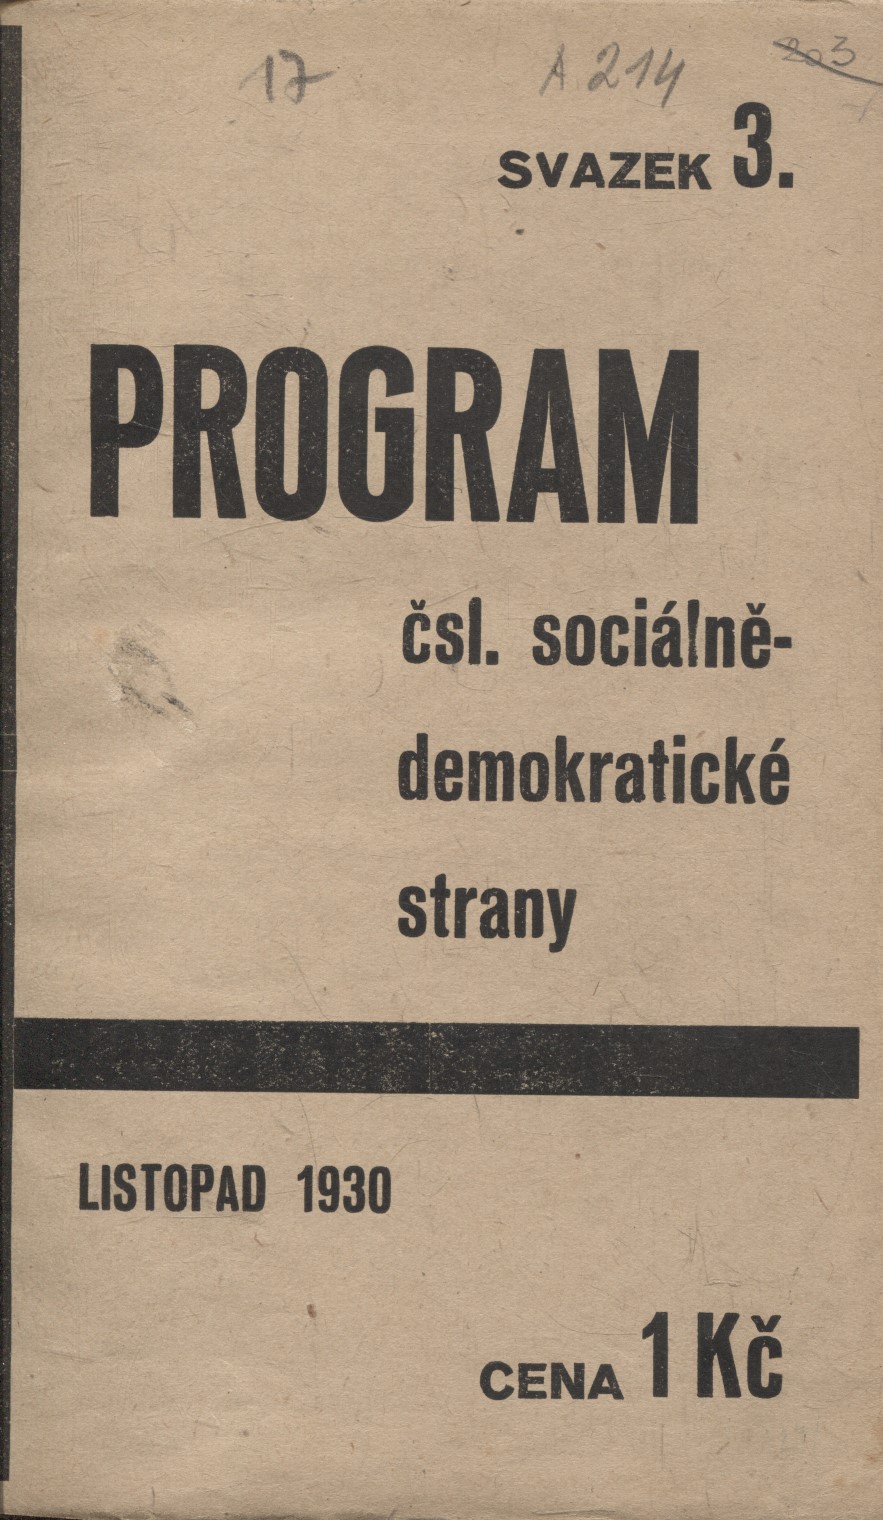 17 A 214 203
SVAZEK 3.
PROGRAM
čsl. sociálně-
demokratické
strany
LISTOPAD 1930
CENA 1 Kč